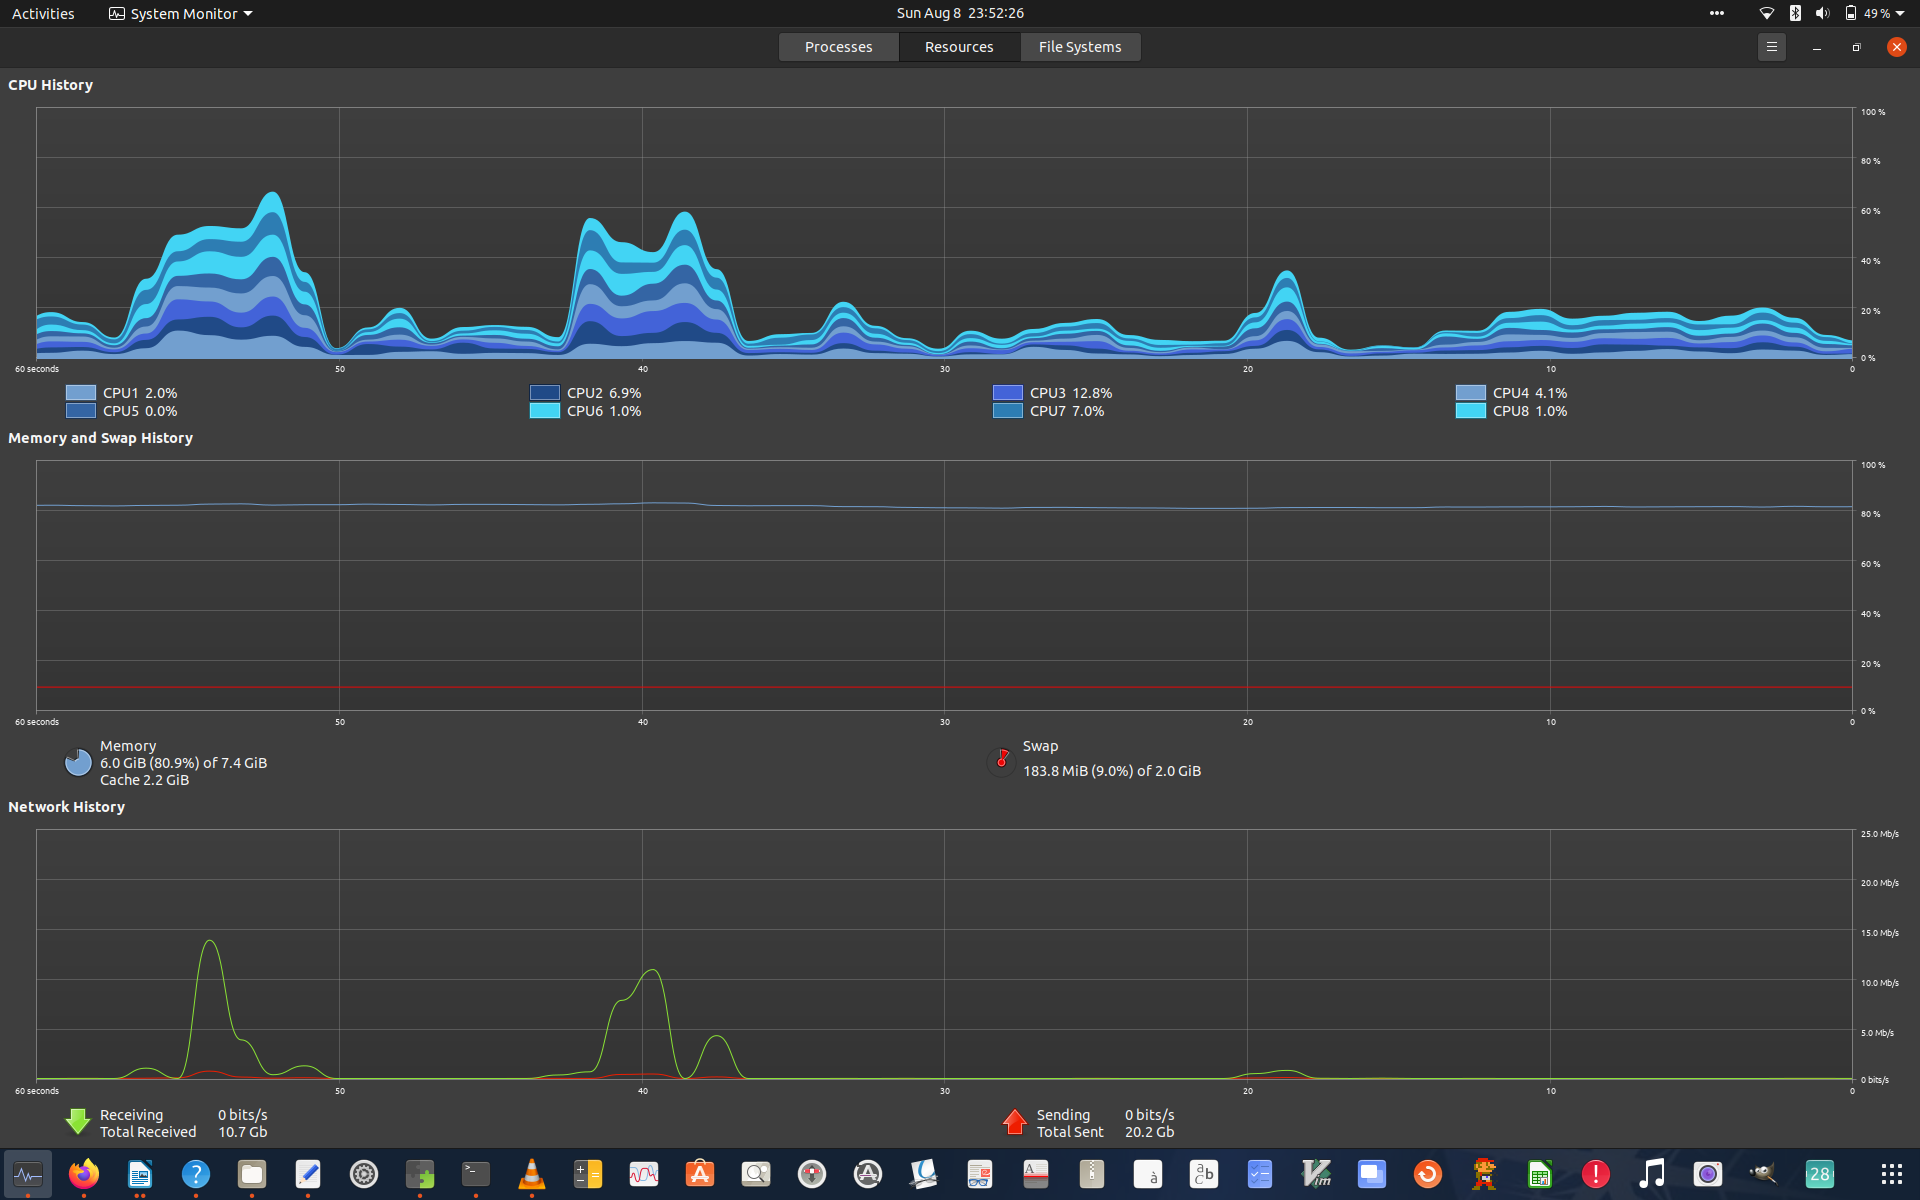 Activities System Monitor Sun Aug 8 23:52:26 49 %
Processes Resources File Systems
CPU History
100 %
80 %
60 %
40 %
20 %
0 %
60 seconds 50 40 30 20 10 0
CPU1 2.0% CPU2 6.9% CPU3 12.8% CPU4 4.1%
CPU5 0.0% CPU6 1.0% CPU7 7.0% CPU8 1.0%
Memory and Swap History
100 %
80 %
60 %
40 %
20 %
0 %
60 seconds 50 40 30 20 10 0
Memory Swap
6.0 GiB (80.9%) of 7.4 GiB 183.8 MiB (9.0%) of 2.0 GiB
Cache 2.2 GiB
Network History
25.0 Mb/s
20.0 Mb/s
15.0 Mb/s
10.0 Mb/s
5.0 Mb/s
0 bits/s
60 seconds 50 40 30 20 10 0
Receiving 0 bits/s Sending 0 bits/s
Total Received 10.7 Gb Total Sent 20.2 Gb
? >_ A A à a b c Vim ! 28